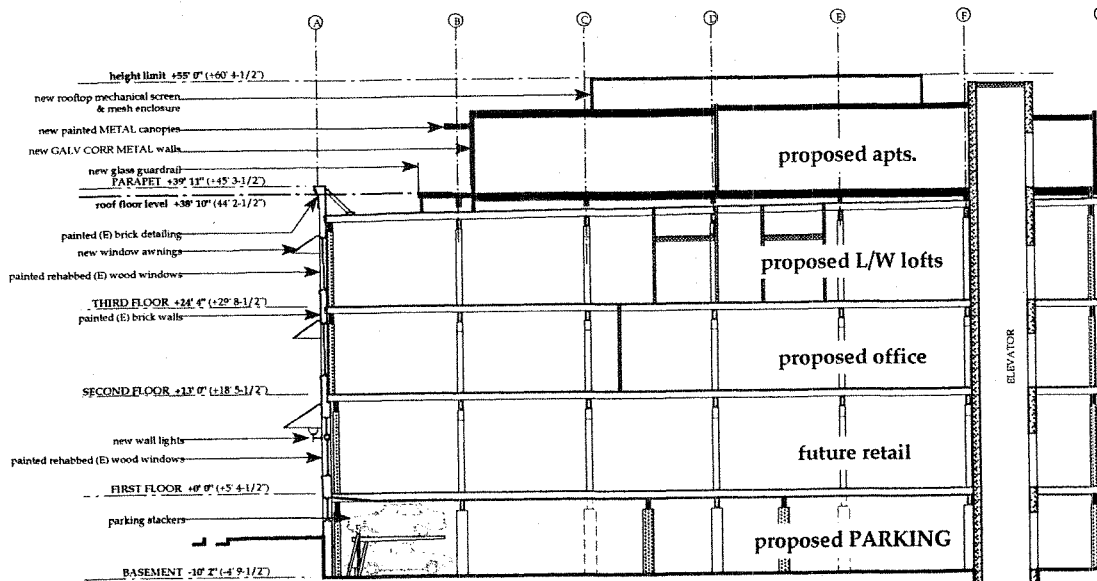 A B C D E F
height limit +55' 0" (+60' 4-1/2")
new rooftop mechanical screen
& mesh enclosure
new painted METAL canopies
new GALV CORR METAL walls
new glass guardrail
PARAPET +39' 11" (+45' 3-1/2")
roof floor level +38' 10" (44' 2-1/2")
painted (E) brick detailing
new window awnings
painted rehabbed (E) wood windows
THIRD FLOOR +24' 4" (+29' 8-1/2")
painted (E) brick walls
SECOND FLOOR +13' 0" (+18' 5-1/2")
new wall lights
painted rehabbed (E) wood windows
FIRST FLOOR +0' 0" (+5' 4-1/2")
parking stackers
BASEMENT -10' 2" (-4' 9-1/2")
proposed apts.
proposed L/W lofts
proposed office
future retail
proposed PARKING
ELEVATOR